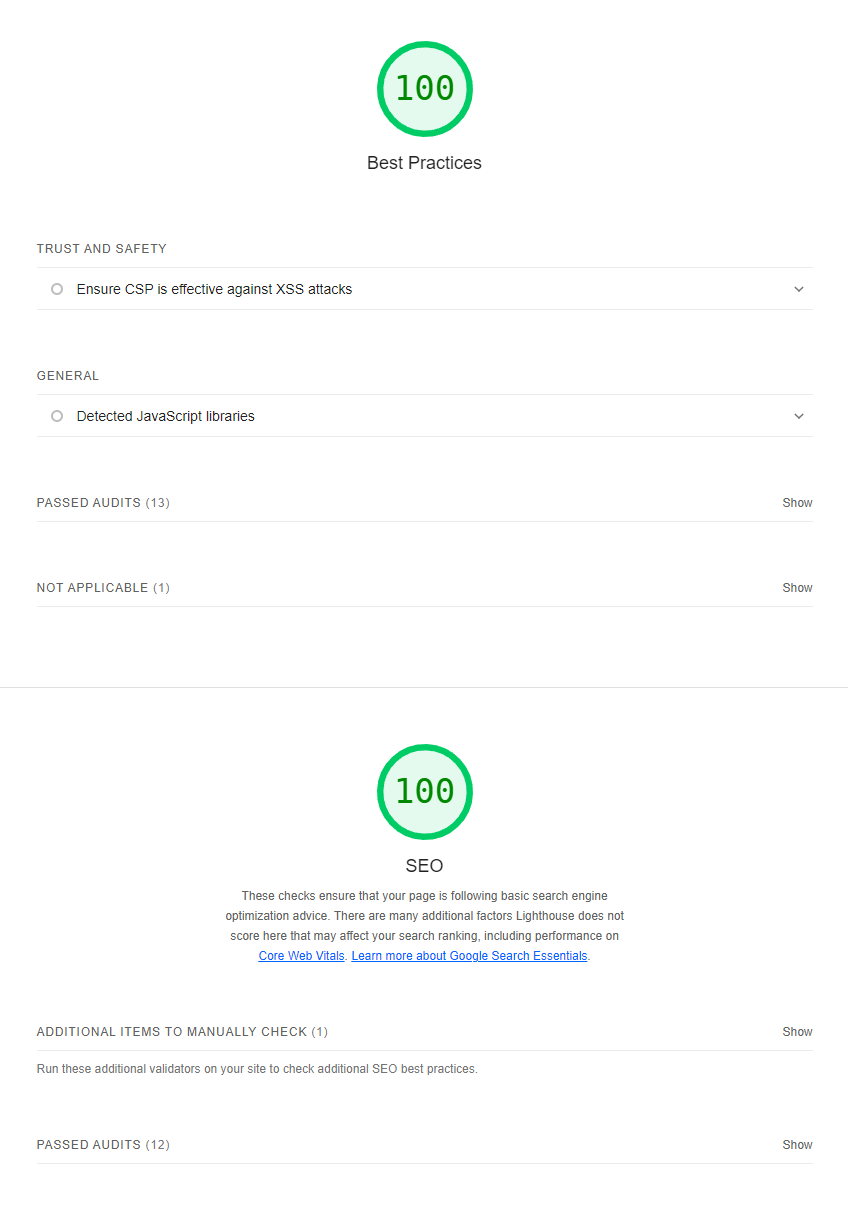 100
Best Practices
TRUST AND SAFETY
Ensure CSP is effective against XSS attacks
GENERAL
Detected JavaScript libraries
PASSED AUDITS (13) Show
NOT APPLICABLE (1) Show
100
SEO
These checks ensure that your page is following basic search engine
optimization advice. There are many additional factors Lighthouse does not
score here that may affect your search ranking, including performance on
Core Web Vitals. Learn more about Google Search Essentials.
ADDITIONAL ITEMS TO MANUALLY CHECK (1) Show
Run these additional validators on your site to check additional SEO best practices.
PASSED AUDITS (12) Show